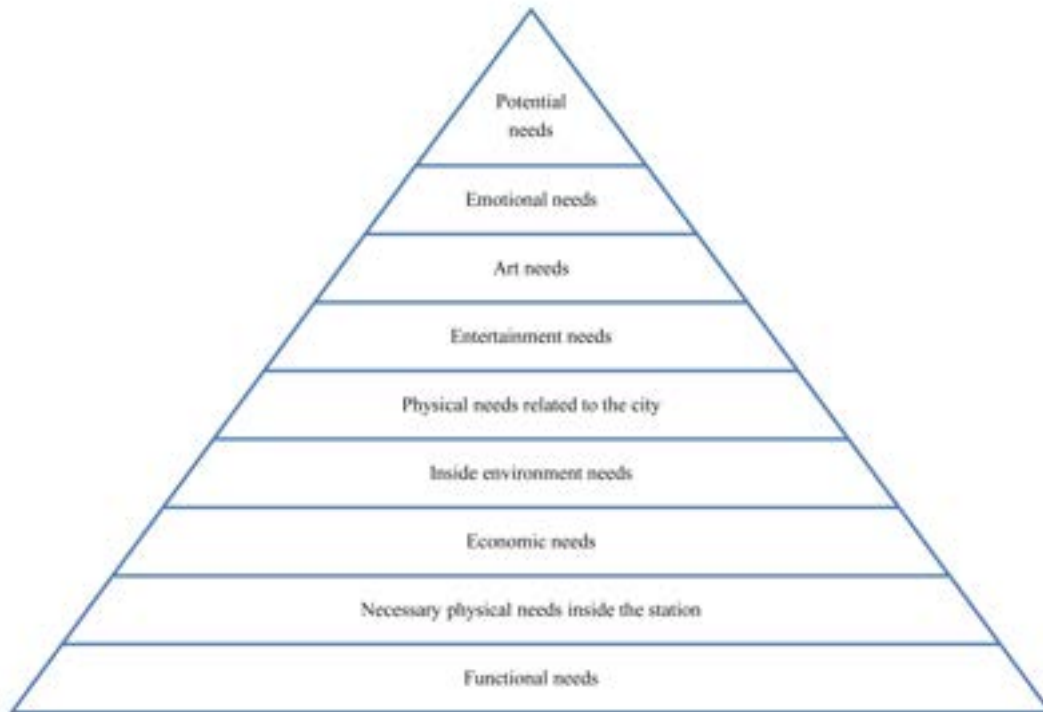 Potential
needs
Emotional needs
Art needs
Entertainment needs
Physical needs related to the city
Inside environment needs
Economic needs
Necessary physical needs inside the station
Functional needs